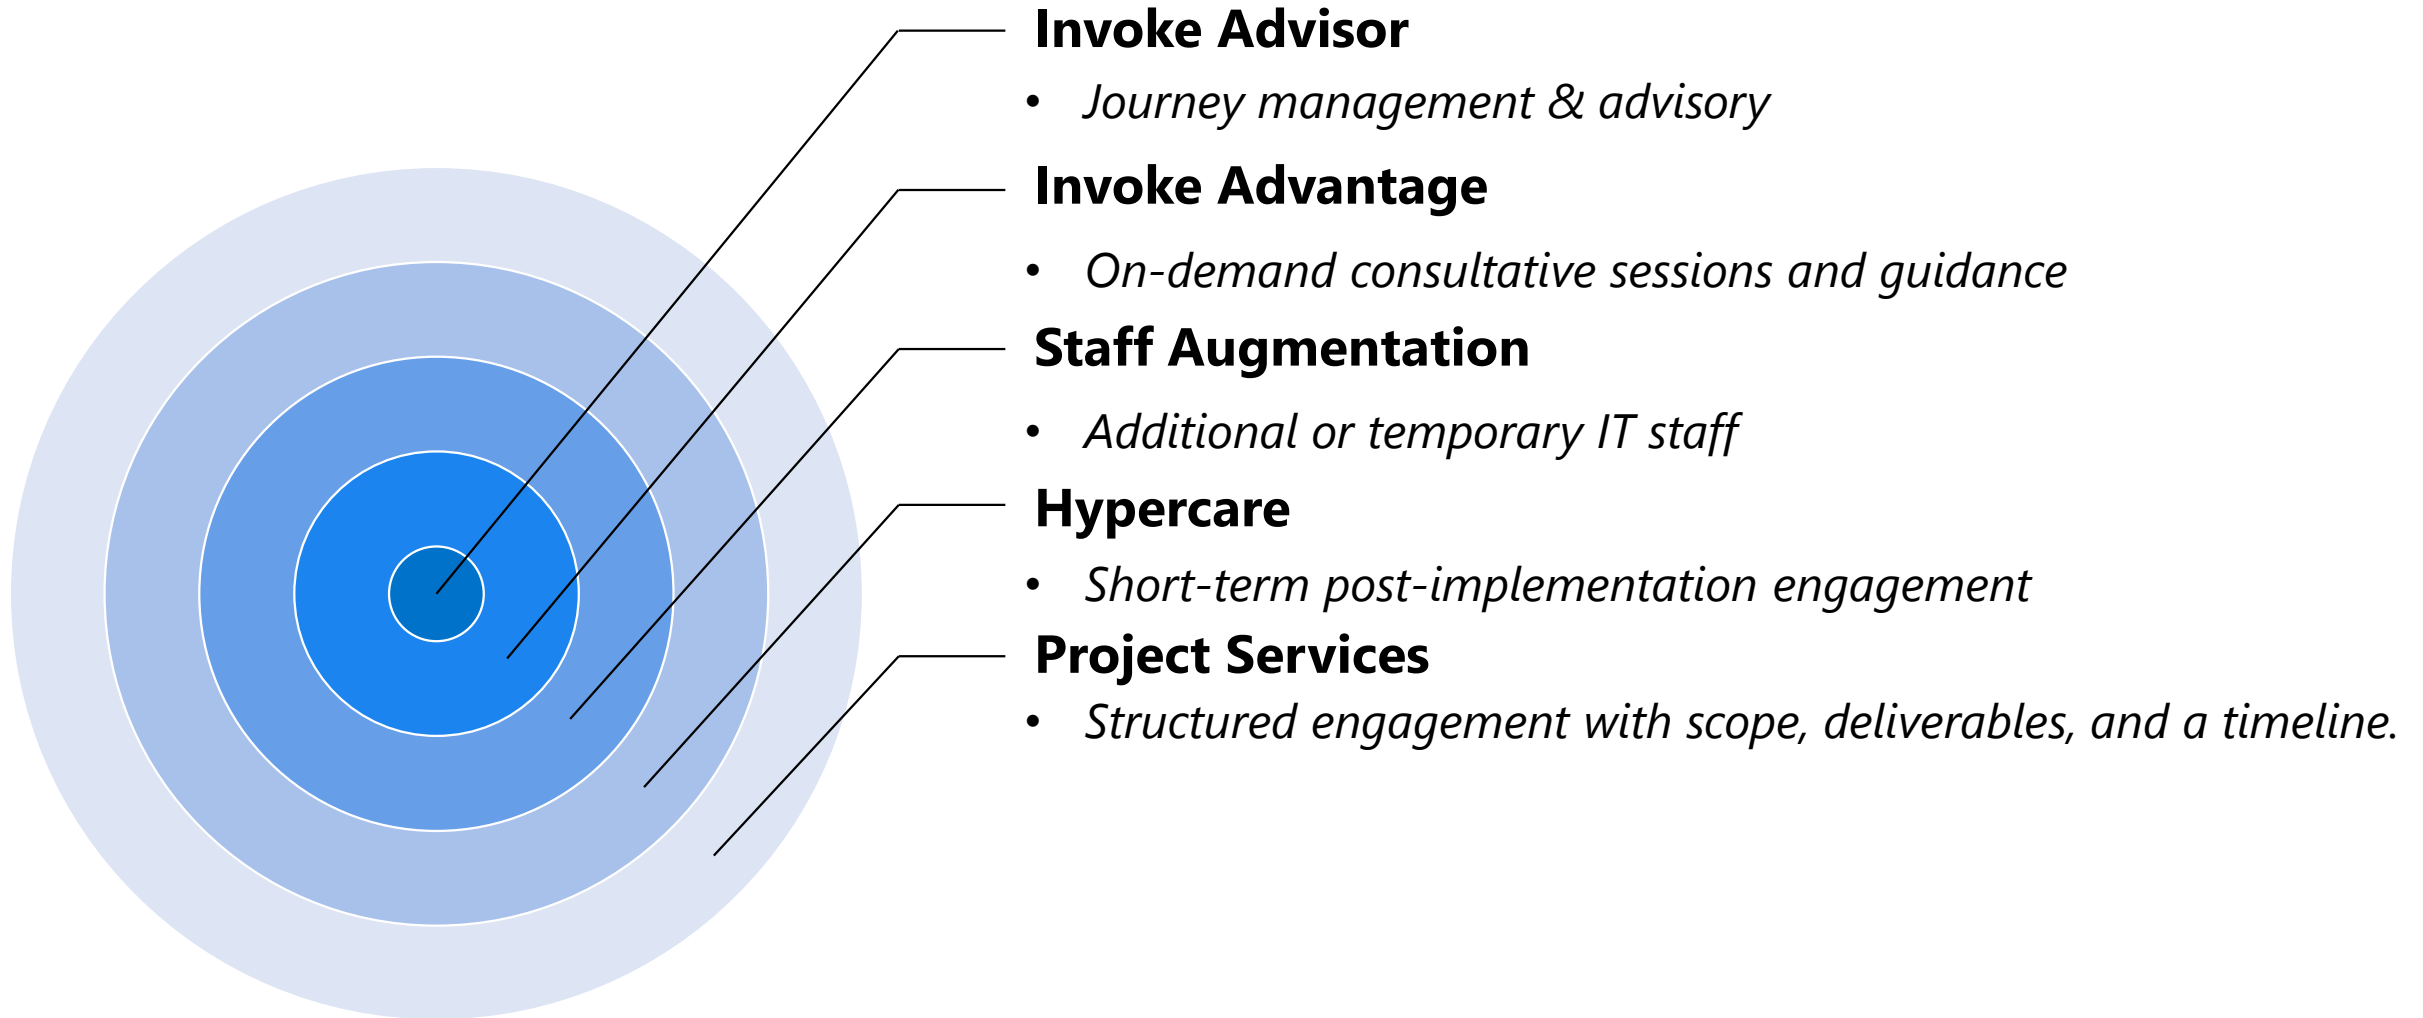 Invoke Advisor
• Journey management & advisory
Invoke Advantage
• On-demand consultative sessions and guidance
Staff Augmentation
• Additional or temporary IT staff
Hypercare
• Short-term post-implementation engagement
Project Services
• Structured engagement with scope, deliverables, and a timeline.